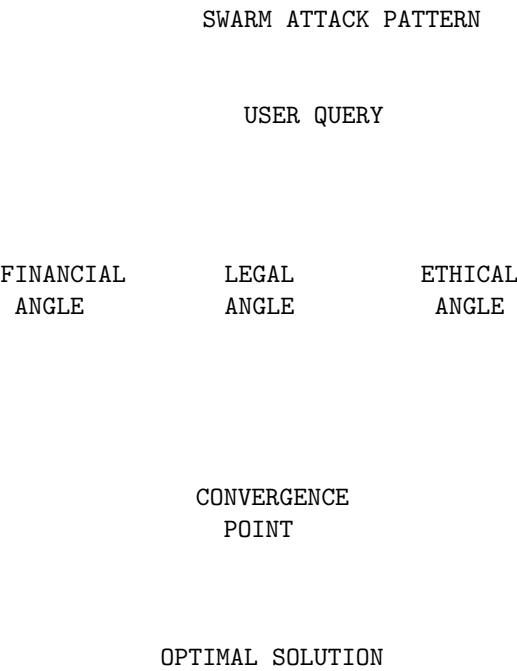 SWARM ATTACK PATTERN
USER QUERY
FINANCIAL LEGAL ETHICAL
ANGLE ANGLE ANGLE
CONVERGENCE
POINT
OPTIMAL SOLUTION